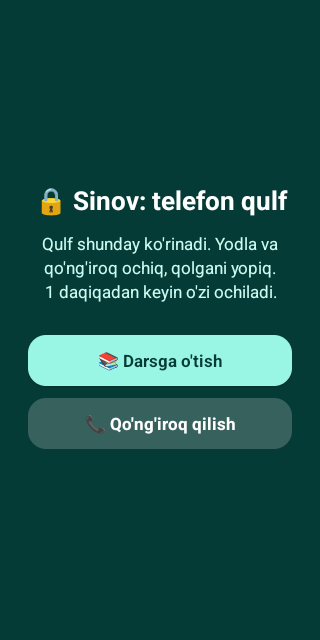 🔒 Sinov: telefon qulf
Qulf shunday ko'rinadi. Yodla va
qo'ng'iroq ochiq, qolgani yopiq.
1 daqiqadan keyin o'zi ochiladi.
📚 Darsga o'tish
📞 Qo'ng'iroq qilish